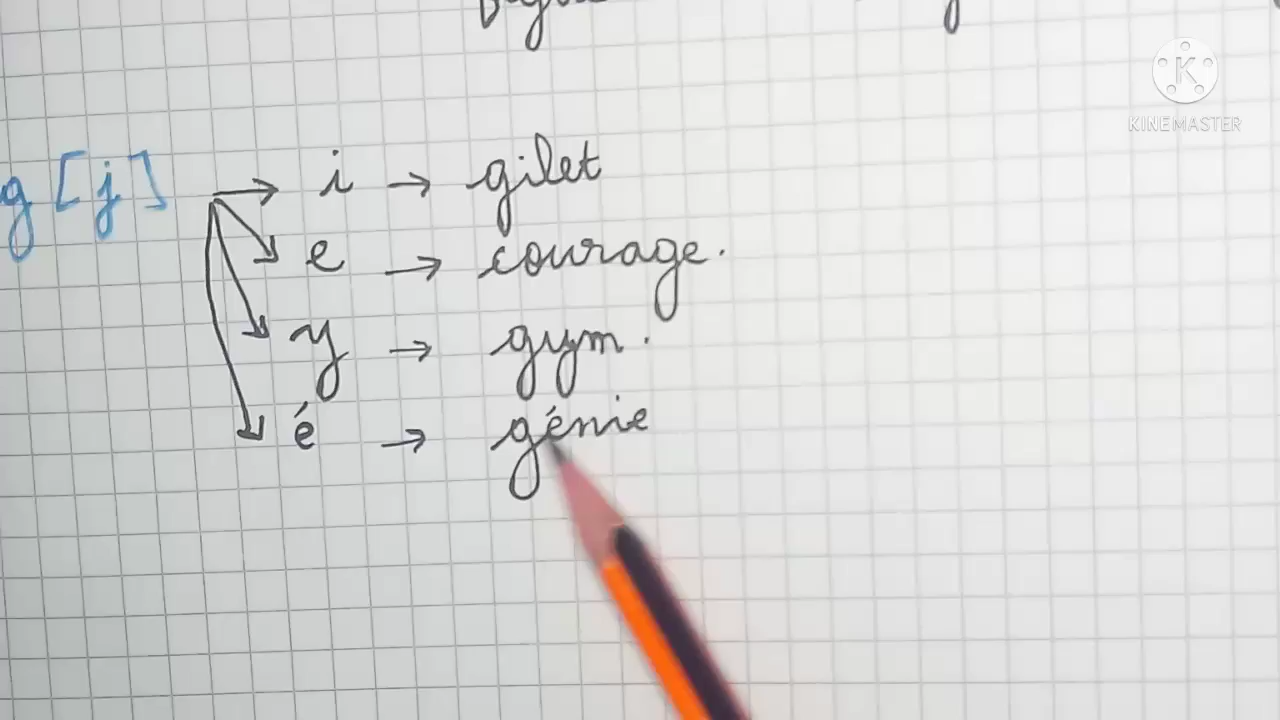 g [j] → i → gilet
e → courage.
y → gym.
é → génie
KINEMASTER